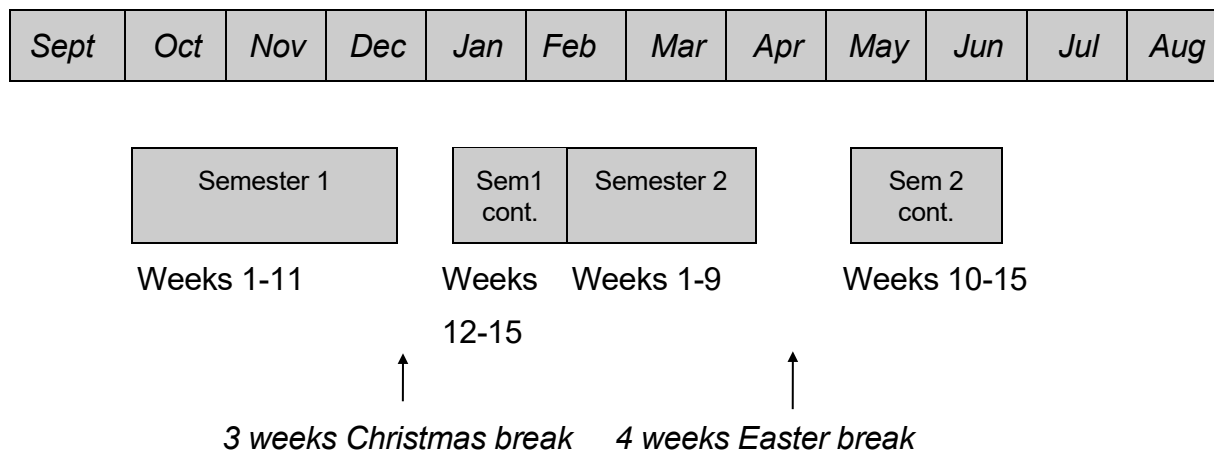 Sept Oct Nov Dec Jan Feb Mar Apr May Jun Jul Aug
Semester 1
Sem1
cont.
Semester 2
Sem 2
cont.
Weeks 1-11
Weeks
12-15
Weeks 1-9
Weeks 10-15
3 weeks Christmas break
4 weeks Easter break